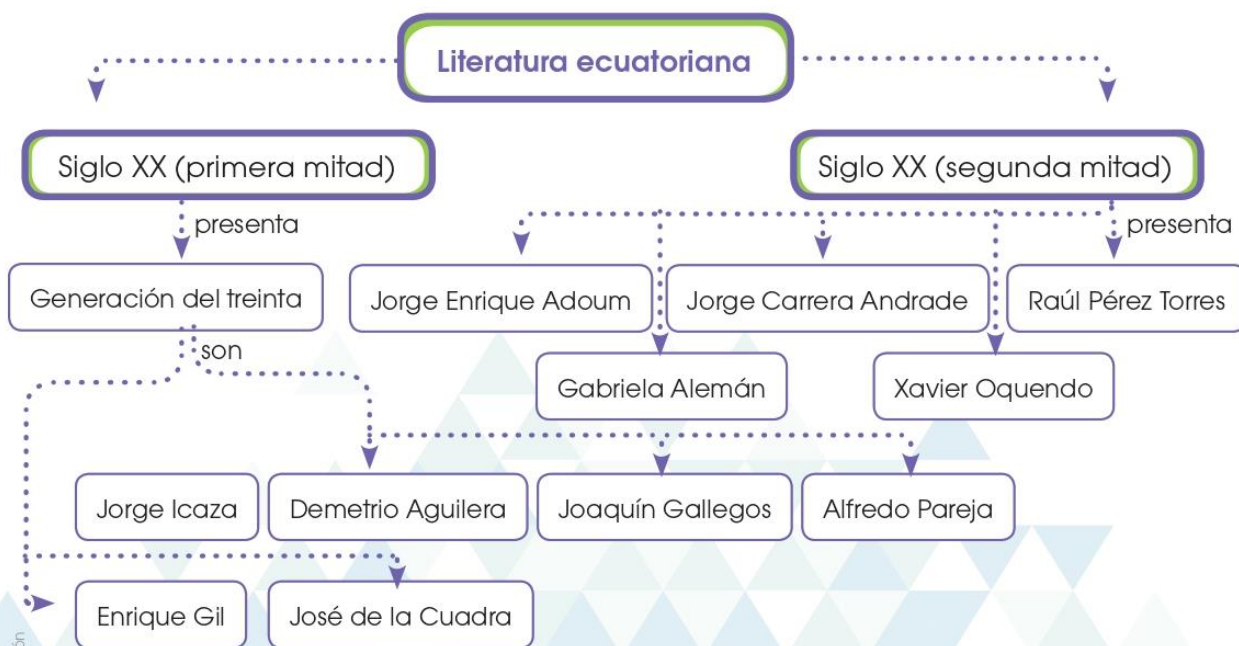 Literatura ecuatoriana
Siglo XX (primera mitad)
Siglo XX (segunda mitad)
presenta
presenta
Generación del treinta
Jorge Enrique Adoum
Jorge Carrera Andrade
Raúl Pérez Torres
son
Gabriela Alemán
Xavier Oquendo
Jorge Icaza
Demetrio Aguilera
Joaquín Gallegos
Alfredo Pareja
Enrique Gil
José de la Cuadra